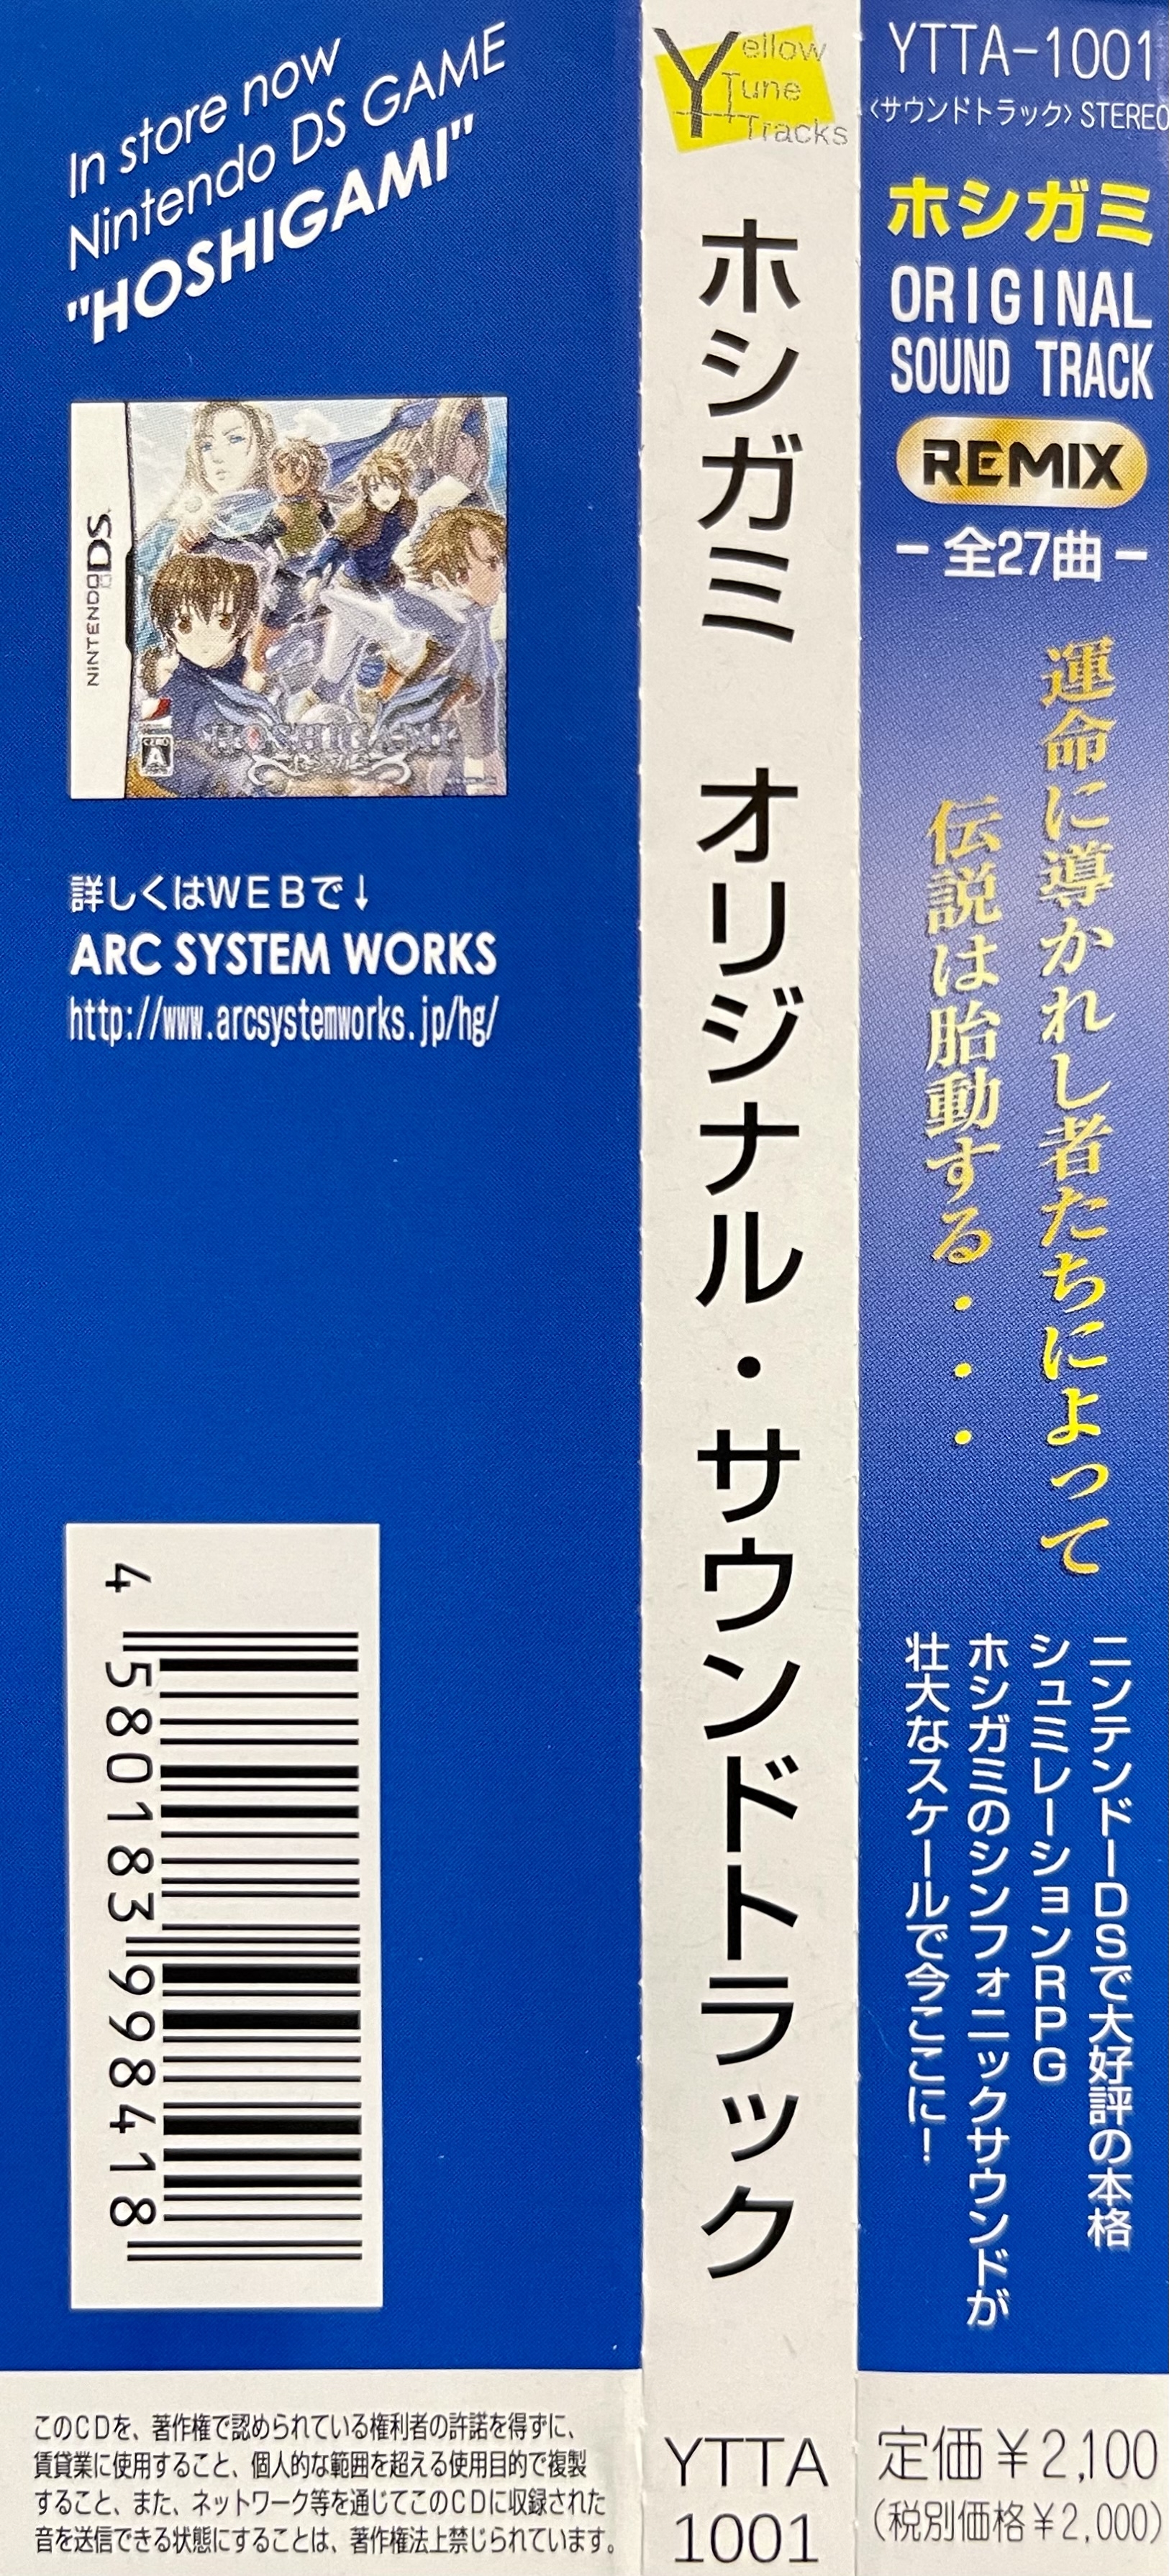 In store now
Nintendo DS GAME
"HOSHIGAMI"
NINTENDO DS
HOSHIGAMI
ホシガミ
A
詳しくはWEBで↓
ARC SYSTEM WORKS
http://www.arcsystemworks.jp/hg/
4 580183 998418
このCDを、著作権で認められている権利者の許諾を得ずに、
賃貸業に使用すること、個人的な範囲を超える使用目的で複製
すること、また、ネットワーク等を通じてこのCDに収録された
音を送信できる状態にすることは、著作権法上禁じられています。
Yellow
Tune
Tracks
ホシガミ オリジナル・サウンドトラック
YTTA
1001
YTTA-1001
〈サウンドトラック〉STEREO
ホシガミ
ORIGINAL
SOUND TRACK
REMIX
- 全27曲 -
運命に導かれし者たちによって
伝説は胎動する・・・
ニンテンドーDSで大好評の本格
シュミレーションRPG
ホシガミのシンフォニックサウンドが
壮大なスケールで今ここに！
定価￥2,100
(税別価格￥2,000)